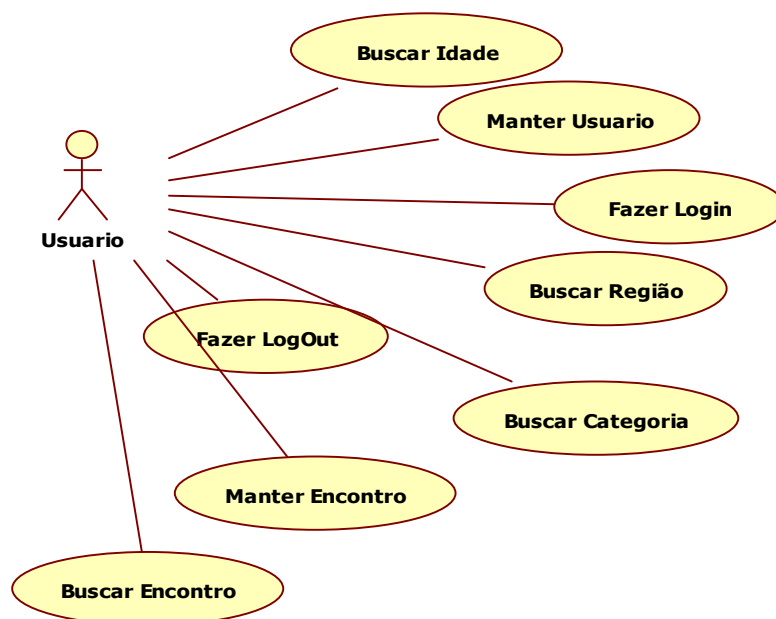 Buscar Idade
Manter Usuario
Fazer Login
Usuario
Buscar Região
Fazer LogOut
Buscar Categoria
Manter Encontro
Buscar Encontro